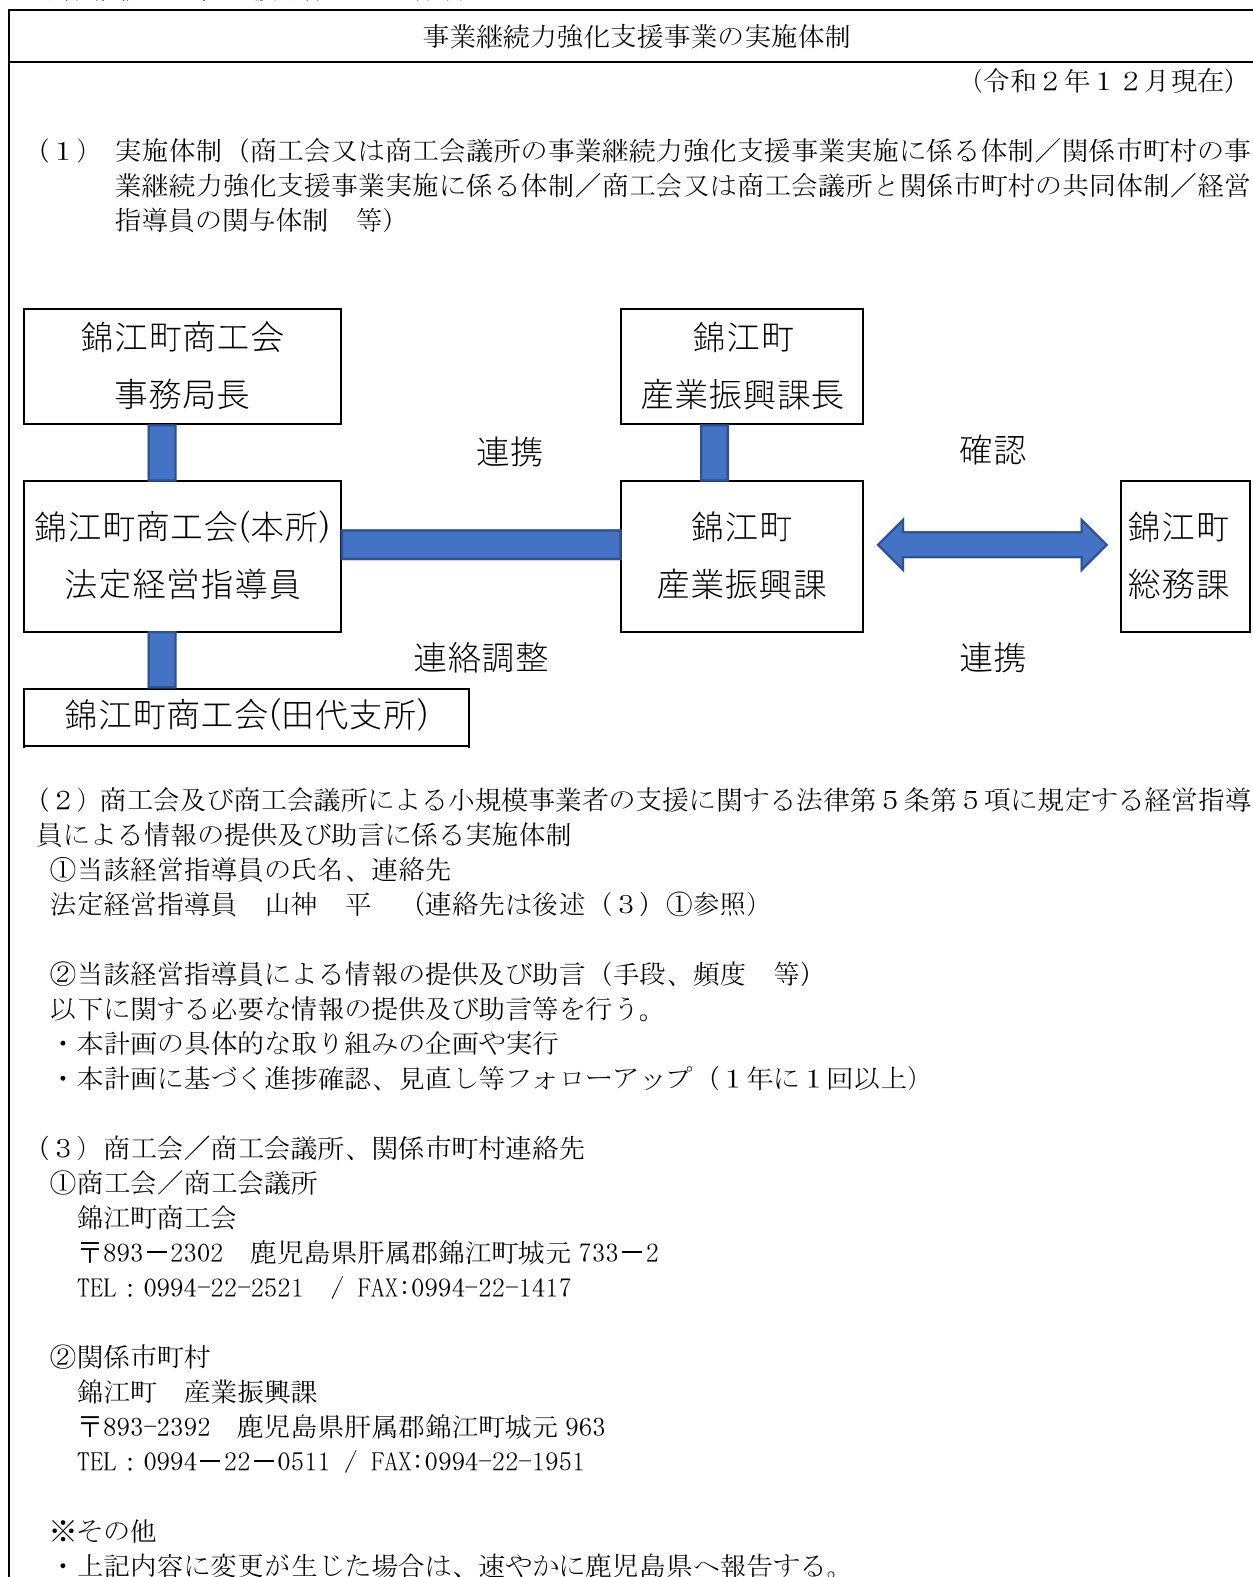 事業継続力強化支援事業の実施体制
（令和２年１２月現在）
（１）　実施体制（商工会又は商工会議所の事業継続力強化支援事業実施に係る体制／関係市町村の事
業継続力強化支援事業実施に係る体制／商工会又は商工会議所と関係市町村の共同体制／経営
指導員の関与体制　等）
錦江町商工会
事務局長
錦江町
産業振興課長
連携
確認
錦江町商工会(本所)
法定経営指導員
錦江町
産業振興課
錦江町
総務課
連絡調整
連携
錦江町商工会(田代支所)
（２）商工会及び商工会議所による小規模事業者の支援に関する法律第５条第５項に規定する経営指導
員による情報の提供及び助言に係る実施体制
①当該経営指導員の氏名、連絡先
法定経営指導員　山神　平　（連絡先は後述（３）①参照）
②当該経営指導員による情報の提供及び助言（手段、頻度　等）
以下に関する必要な情報の提供及び助言等を行う。
・本計画の具体的な取り組みの企画や実行
・本計画に基づく進捗確認、見直し等フォローアップ（１年に１回以上）
（３）商工会／商工会議所、関係市町村連絡先
①商工会／商工会議所
錦江町商工会
〒893－2302　鹿児島県肝属郡錦江町城元 733－2
TEL：0994-22-2521　/ FAX:0994-22-1417
②関係市町村
錦江町　産業振興課
〒893-2392　鹿児島県肝属郡錦江町城元 963
TEL：0994－22－0511 / FAX:0994-22-1951
※その他
・上記内容に変更が生じた場合は、速やかに鹿児島県へ報告する。